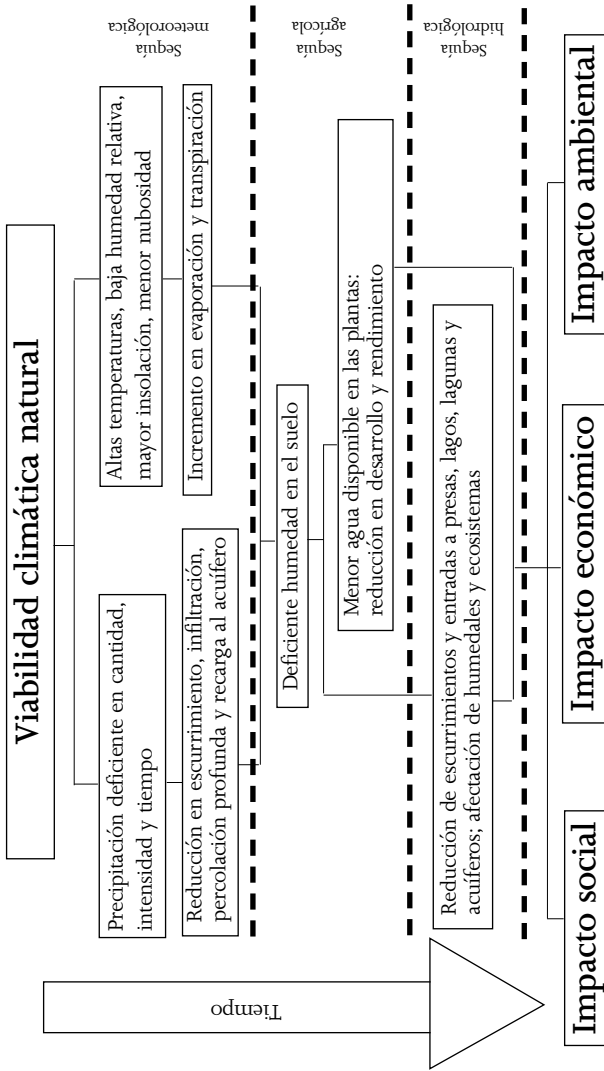 Viabilidad climática natural
Precipitación deficiente en cantidad,
intensidad y tiempo
Altas temperaturas, baja humedad relativa,
mayor insolación, menor nubosidad
Reducción en escurrimiento, infiltración,
percolación profunda y recarga al acuífero
Incremento en evaporación y transpiración
Sequía
meteorológica
Deficiente humedad en el suelo
Menor agua disponible en las plantas:
reducción en desarrollo y rendimiento
Sequía
agrícola
Reducción de escurrimientos y entradas a presas, lagos, lagunas y
acuíferos; afectación de humedales y ecosistemas
Sequía
hidrológica
Tiempo
Impacto social
Impacto económico
Impacto ambiental